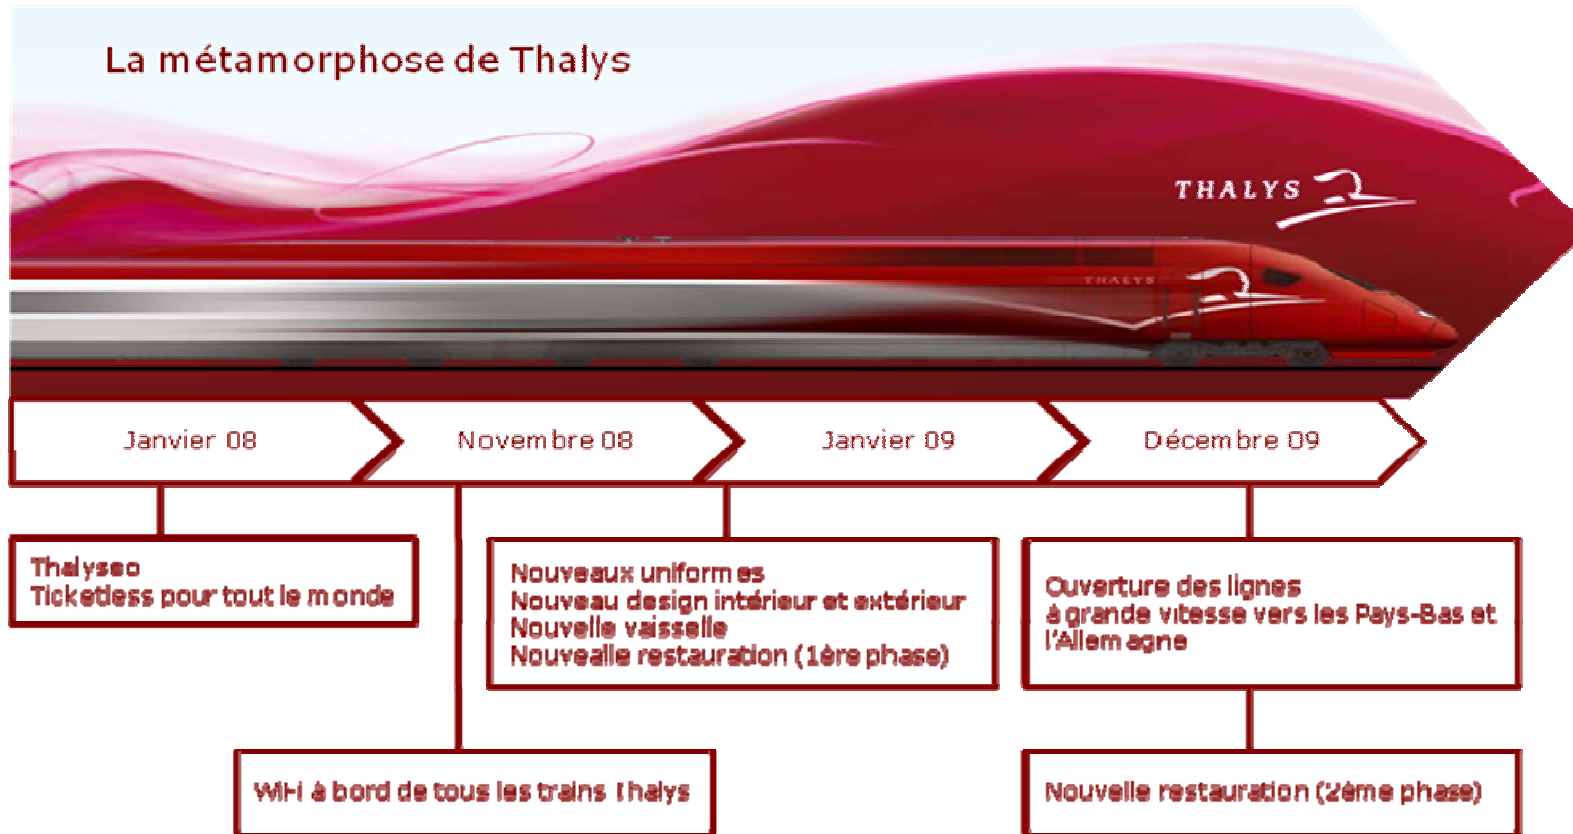 La métamorphose de Thalys
THALYS
THALYS
Janvier 08
Novembre 08
Janvier 09
Décembre 09
Thalyseo
Ticketless pour tout le monde
Nouveaux uniformes
Nouveau design intérieur et extérieur
Nouvelle vaisselle
Nouvealle restauration (1ère phase)
Ouverture des lignes
à grande vitesse vers les Pays-Bas et
l'Allemagne
WiFi à bord de tous les trains Thalys
Nouvelle restauration (2ème phase)